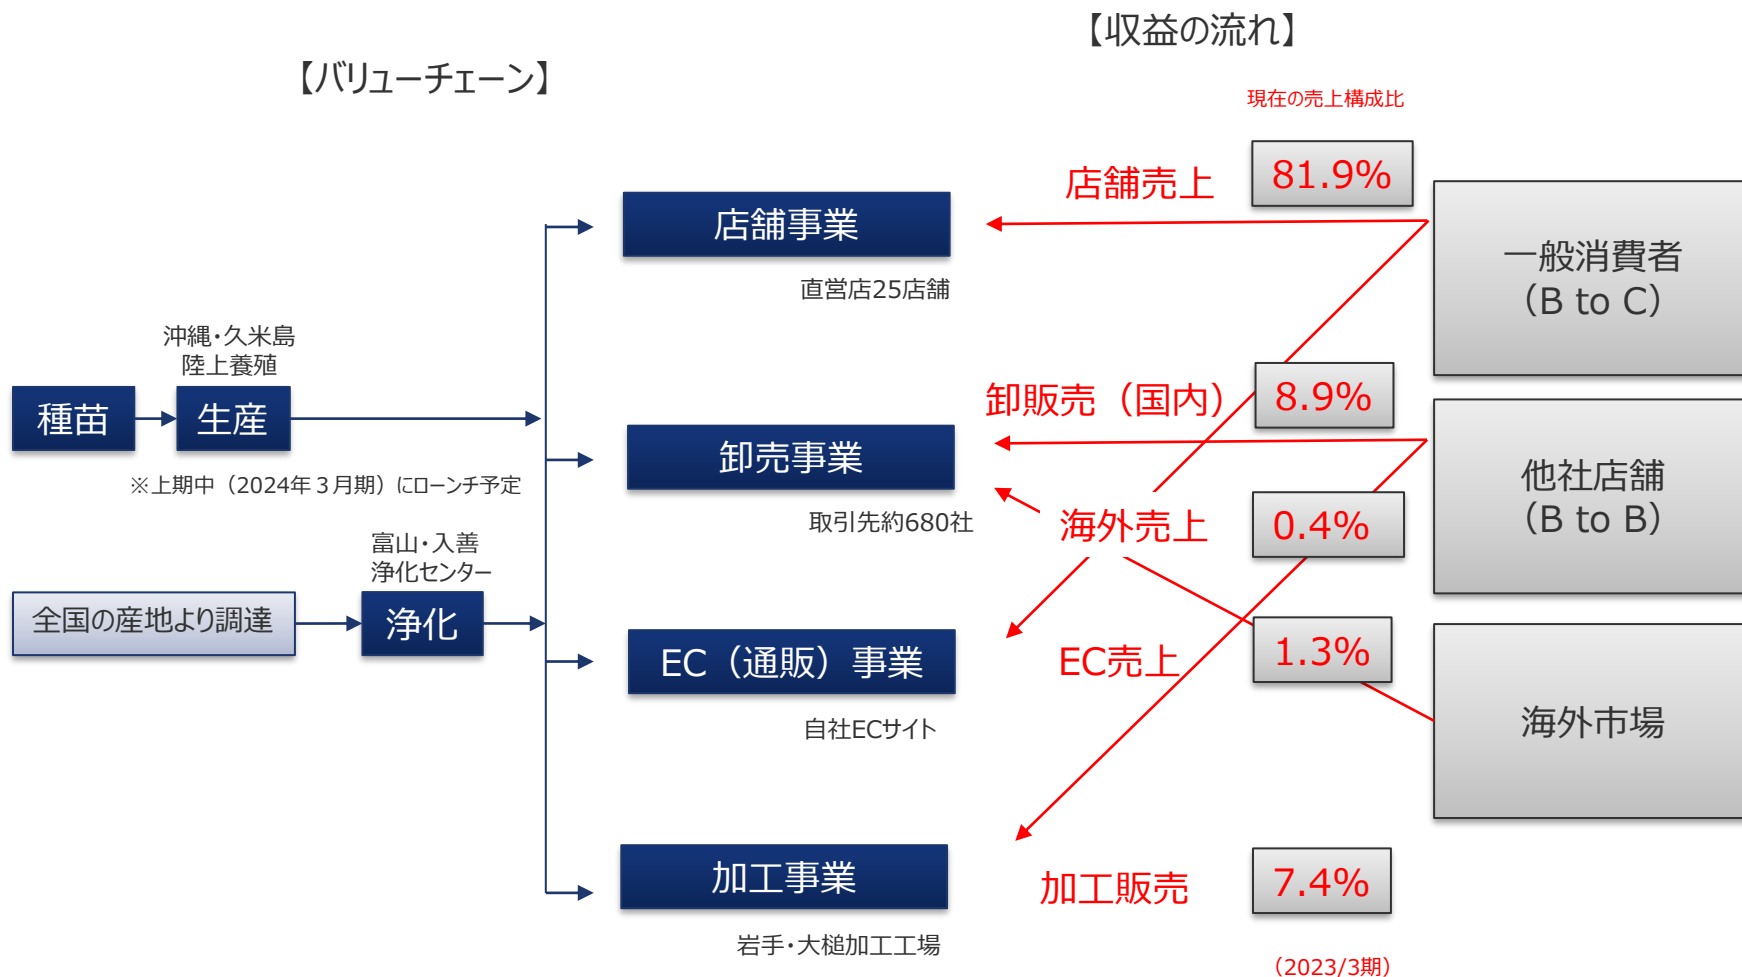 【収益の流れ】
【バリューチェーン】
現在の売上構成比
店舗売上
81.9%
店舗事業
直営店25店舗
一般消費者
（B to C）
沖縄・久米島
陸上養殖
種苗
生産
※上期中（2024年３月期）にローンチ予定
卸販売（国内）
8.9%
卸売事業
取引先約680社
他社店舗
（B to B）
海外売上
0.4%
富山・入善
浄化センター
全国の産地より調達
浄化
EC（通販）事業
自社ECサイト
EC売上
1.3%
海外市場
加工事業
岩手・大槌加工工場
加工販売
7.4%
（2023/3期）